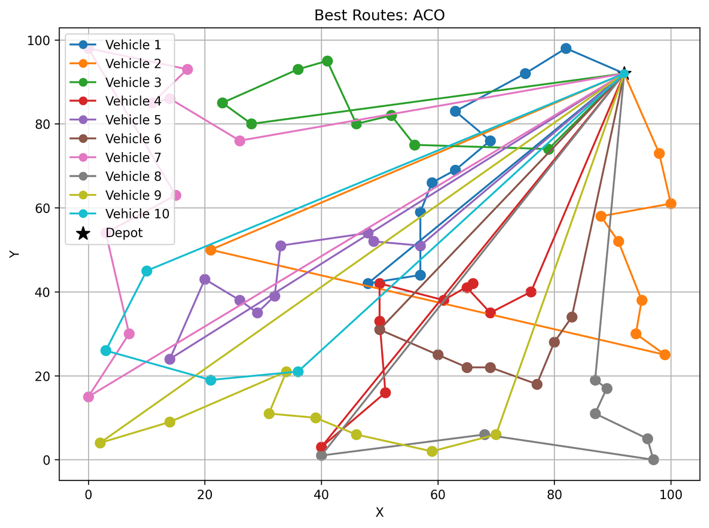 Best Routes: ACO
100
80
60
40
20
0
Y
Vehicle 1
Vehicle 2
Vehicle 3
Vehicle 4
Vehicle 5
Vehicle 6
Vehicle 7
Vehicle 8
Vehicle 9
Vehicle 10
Depot
0 20 40 60 80 100
X